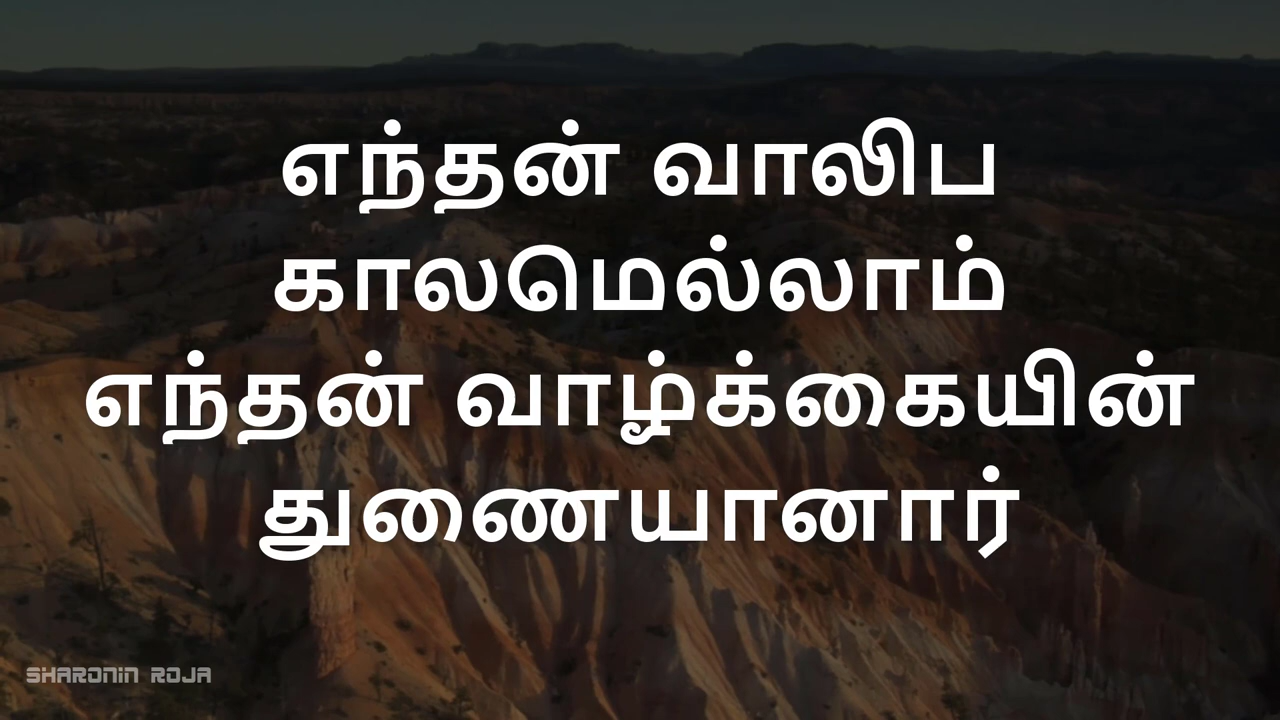 எந்தன் வாலிப
காலமெல்லாம்
எந்தன் வாழ்க்கையின்
துணையானார்
SHARONIN ROJA